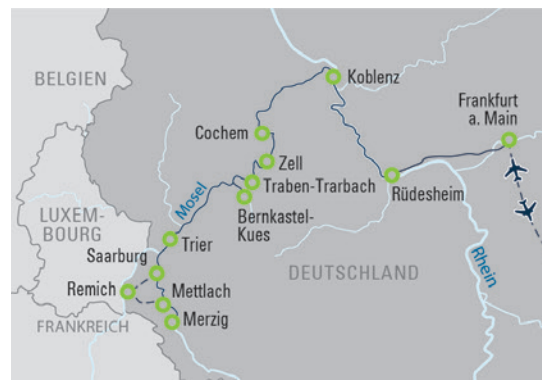 BELGIEN
Koblenz
Frankfurt
a. Main
Cochem
Zell
Traben-Trarbach
Rüdesheim
Mosel
Bernkastel-
Kues
LUXEM-
BOURG
Trier
Saarburg
DEUTSCHLAND
Rhein
Remich
Mettlach
Merzig
FRANKREICH